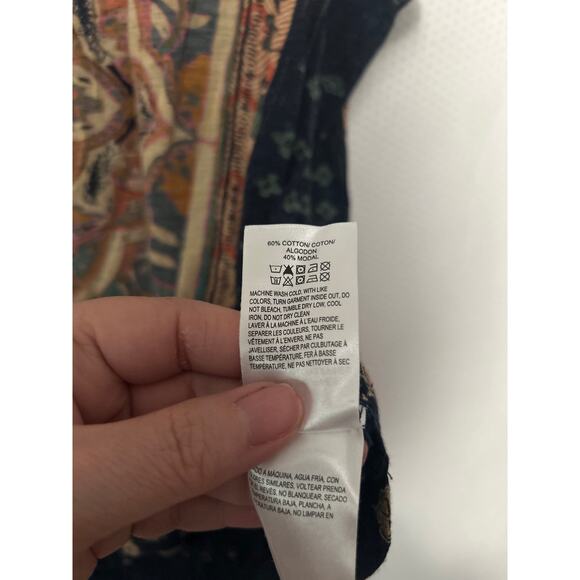 60% COTTON/ COTON/
ALGODON
40% MODAL
MACHINE WASH COLD, WITH LIKE
COLORS, TURN GARMENT INSIDE OUT, DO
NOT BLEACH, TUMBLE DRY LOW, COOL
IRON, DO NOT DRY CLEAN
LAVER À LA MACHINE À L'EAU FROIDE,
SEPARER LES COULEURS, TOURNER LE
VÊTEMENT À L'ENVERS, NE PAS
JAVELLISER, SÉCHER PAR CULBUTAGE À
BASSE TEMPÉRATURE, FER À BASSE
TEMPÉRATURE, NE PAS NETTOYER À SEC
A MÁQUINA, AGUA FRÍA, CON
SIMILARES, VOLTEAR PRENDA
REVÉS, NO BLANQUEAR, SECADO
BAJA, PLANCHA, A
BAJA, NO LIMPIAR EN